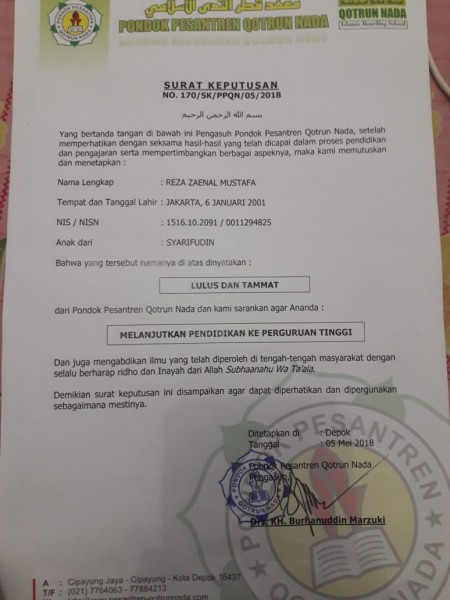 معهد قطر الندى الإسلامي
PONDOK PESANTREN QOTRUN NADA
QOTRUN NADA
Islamic Boarding School
SURAT KEPUTUSAN
NO. 170/SK/PPQN/05/2018
بسم الله الرحمن الرحيم
Yang bertanda tangan di bawah ini Pengasuh Pondok Pesantren Qotrun Nada, setelah
memperhatikan dengan seksama hasil-hasil yang telah dicapai dalam proses pendidikan
dan pengajaran serta mempertimbangkan berbagai aspeknya, maka kami memutuskan
dan menetapkan :
Nama Lengkap : REZA ZAENAL MUSTAFA
Tempat dan Tanggal Lahir : JAKARTA, 6 JANUARI 2001
NIS / NISN : 1516.10.2091 / 0011294825
Anak dari : SYARIFUDIN
Bahwa yang tersebut namanya di atas dinyatakan :
LULUS DAN TAMMAT
dari Pondok Pesantren Qotrun Nada dan kami sarankan agar Ananda :
MELANJUTKAN PENDIDIKAN KE PERGURUAN TINGGI
Dan juga mengabdikan ilmu yang telah diperoleh di tengah-tengah masyarakat dengan
selalu berharap ridho dan Inayah dari Allah Subhaanahu Wa Ta'ala.
Demikian surat keputusan ini disampaikan agar dapat diperhatikan dan dipergunakan
sebagaimana mestinya.
Ditetapkan di : Depok
Tanggal : 05 Mei 2018
Pondok Pesantren Qotrun Nada
Pengasuh,
PONDOK
QOTRUN NADA
Drs. KH. Burhanuddin Marzuki
PONDOK PESANTREN
QOTRUN NADA
A : Cipayung Jaya - Cipayung - Kota Depok 16437
T/F : (021) 7764063 - 77884213